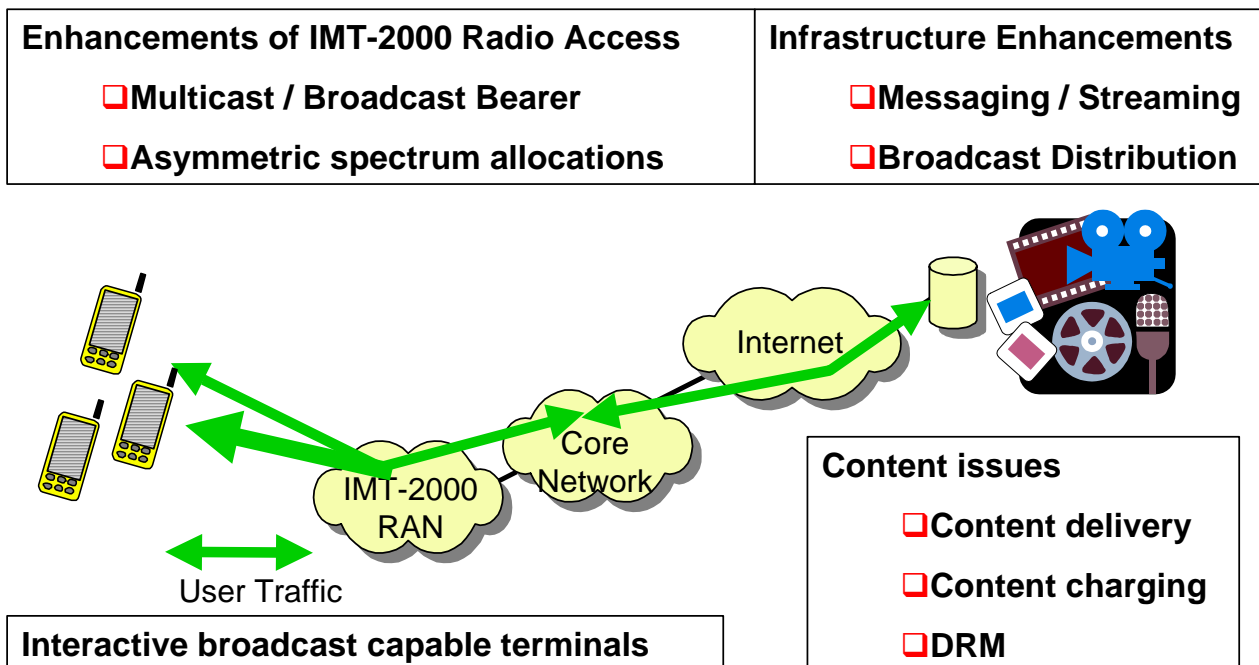 Enhancements of IMT-2000 Radio Access
❑Multicast / Broadcast Bearer
❑Asymmetric spectrum allocations
Infrastructure Enhancements
❑Messaging / Streaming
❑Broadcast Distribution
Internet
Core
Network
IMT-2000
RAN
User Traffic
Content issues
❑Content delivery
❑Content charging
❑DRM
Interactive broadcast capable terminals